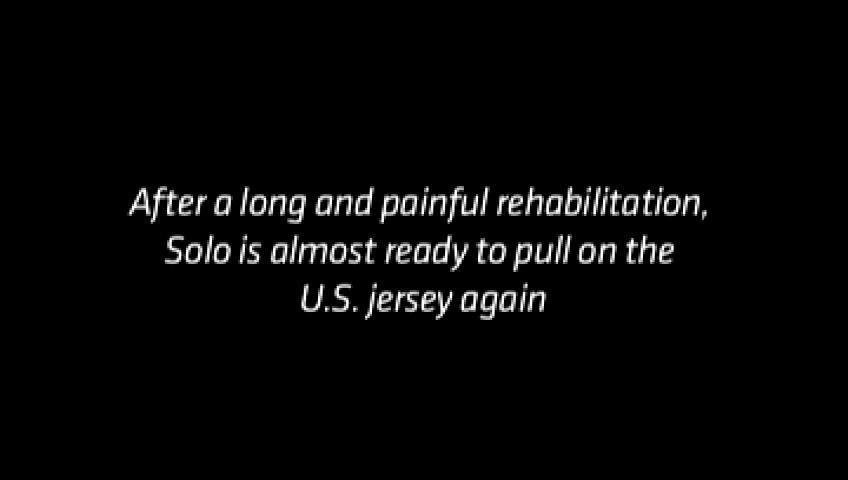 After a long and painful rehabilitation,
Solo is almost ready to pull on the
U.S. jersey again